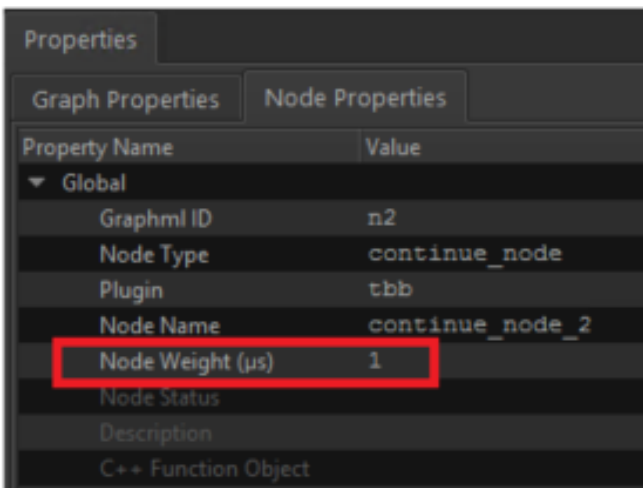 Properties
Graph Properties Node Properties
Property Name Value
Global
Graphml ID n2
Node Type continue_node
Plugin tbb
Node Name continue_node_2
Node Weight (µs) 1
Node Status
Description
C++ Function Object